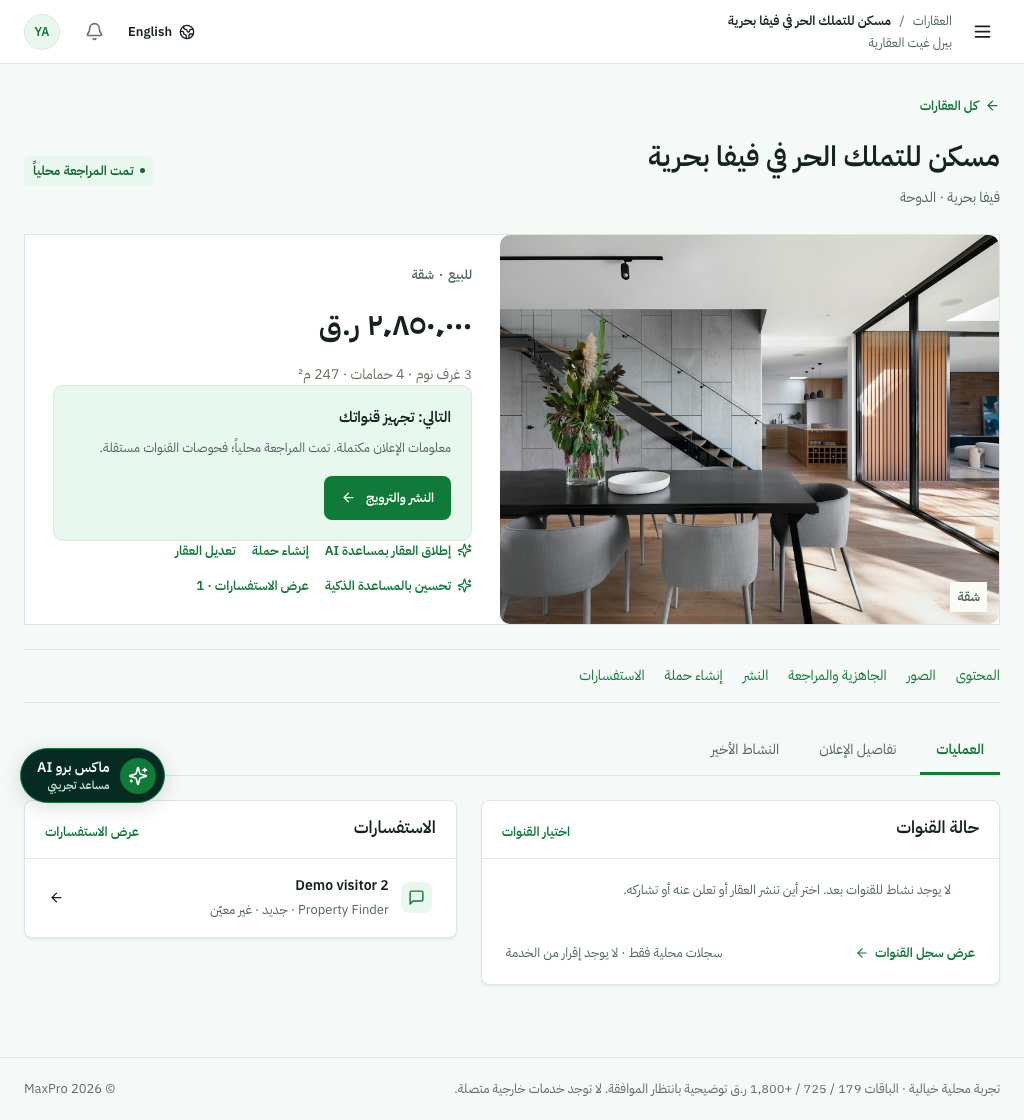 العقارات / مسكن للتملك الحر في فيفا بحرية
بيرل غيت العقارية
English
YA
← كل العقارات
مسكن للتملك الحر في فيفا بحرية
تمت المراجعة محلياً
فيفا بحرية · الدوحة
شقة
للبيع · شقة
٢٬٨٥٠٬٠٠٠ ر.ق
3 غرف نوم · 4 حمامات · 247 م²
التالي: تجهيز قنواتك
معلومات الإعلان مكتملة. تمت المراجعة محلياً؛ فحوصات القنوات مستقلة.
النشر والترويج ←
إطلاق العقار بمساعدة AI إنشاء حملة تعديل العقار
تحسين بالمساعدة الذكية عرض الاستفسارات · 1
المحتوى الصور الجاهزية والمراجعة النشر إنشاء حملة الاستفسارات
العمليات تفاصيل الإعلان النشاط الأخير
ماكس برو AI
مساعد تجريبي
حالة القنوات
اختيار القنوات
لا يوجد نشاط للقنوات بعد. اختر أين تنشر العقار أو تعلن عنه أو تشاركه.
عرض سجل القنوات ←
سجلات محلية فقط · لا يوجد إقرار من الخدمة
الاستفسارات
عرض الاستفسارات
Demo visitor 2
Property Finder · جديد · غير معيّن
تجربة محلية خيالية · الباقات 179 / 725 / +1,800 ر.ق توضيحية بانتظار الموافقة. لا توجد خدمات خارجية متصلة.
© 2026 MaxPro